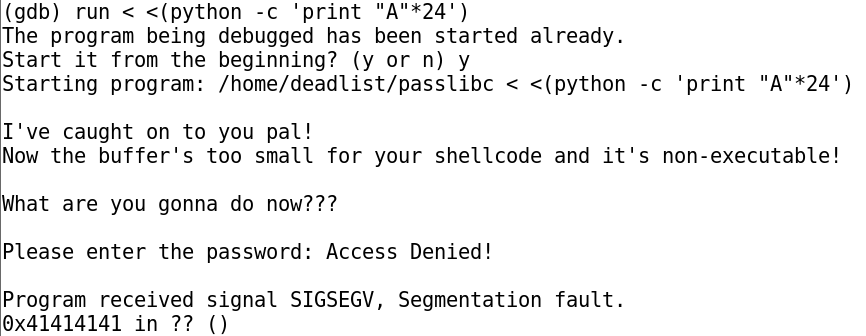 (gdb) run < <(python -c 'print "A"*24')
The program being debugged has been started already.
Start it from the beginning? (y or n) y
Starting program: /home/deadlist/passlibc < <(python -c 'print "A"*24')
I've caught on to you pal!
Now the buffer's too small for your shellcode and it's non-executable!
What are you gonna do now???
Please enter the password: Access Denied!
Program received signal SIGSEGV, Segmentation fault.
0x41414141 in ?? ()